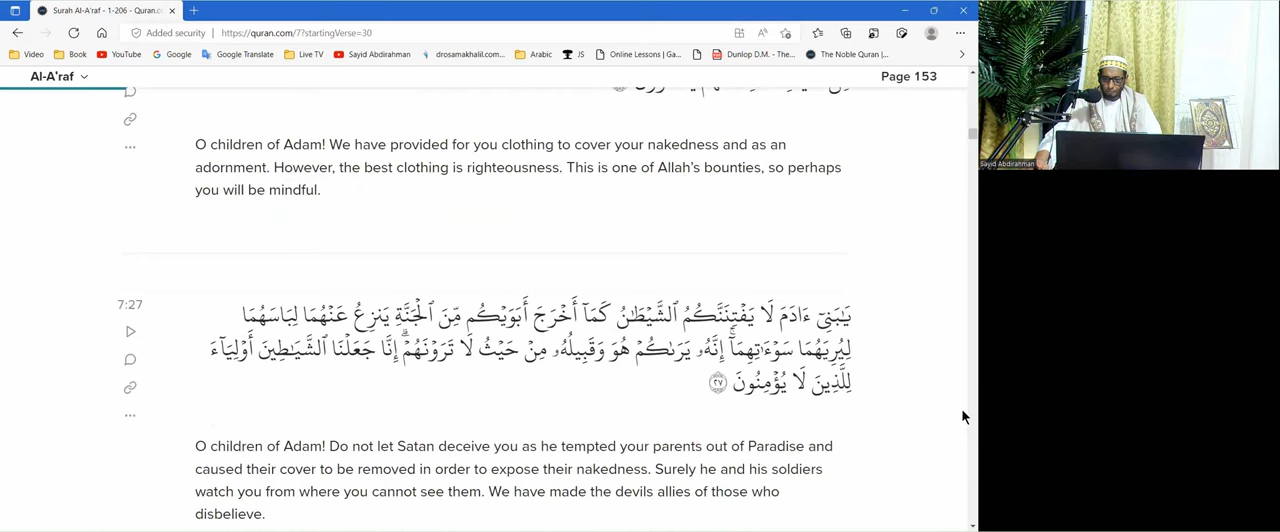 Surah Al-A'raf - 1-206 - Quran.c
Added security
https://quran.com/7?startingVerse=30
Video
Book
YouTube
Google
Google Translate
Live TV
Sayid Abdirahman
drosamakhalil.com...
Arabic
JS
Online Lessons | Ga...
Dunlop D.M. - The...
The Noble Quran |...
Al-A'raf
Page 153
O children of Adam! We have provided for you clothing to cover your nakedness and as an
adornment. However, the best clothing is righteousness. This is one of Allah's bounties, so perhaps
you will be mindful.
7:27
يَـٰبَنِىٓ ءَادَمَ لَا يَفْتِنَنَّكُمُ ٱلشَّيْطَـٰنُ كَمَآ أَخْرَجَ أَبَوَيْكُم مِّنَ ٱلْجَنَّةِ يَنزِعُ عَنْهُمَا لِبَاسَهُمَا
لِيُرِيَهُمَا سَوْءَٰتِهِمَآ ۚ إِنَّهُۥ يَرَىٰكُمْ هُوَ وَقَبِيلُهُۥ مِنْ حَيْثُ لَا تَرَوْنَهُمْ ۗ إِنَّا جَعَلْنَا ٱلشَّيَـٰطِينَ أَوْلِيَآءَ
لِلَّذِينَ لَا يُؤْمِنُونَ ٢٧
O children of Adam! Do not let Satan deceive you as he tempted your parents out of Paradise and
caused their cover to be removed in order to expose their nakedness. Surely he and his soldiers
watch you from where you cannot see them. We have made the devils allies of those who
disbelieve.
Sayid Abdirahman